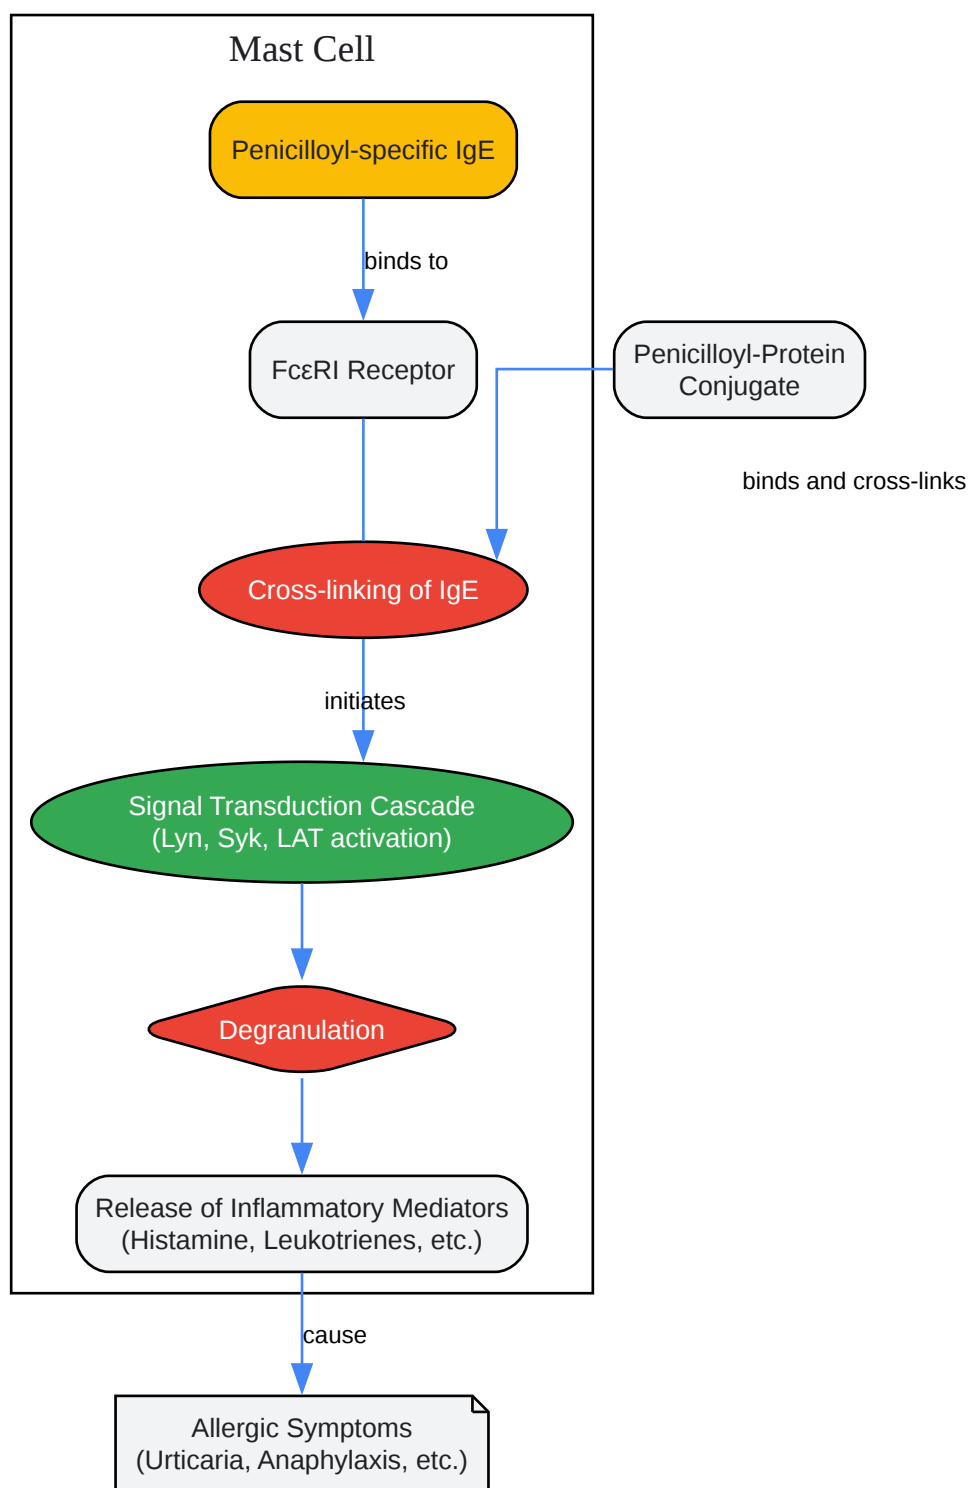 Mast Cell
Penicilloyl-specific IgE
binds to
FcεRI Receptor
Penicilloyl-Protein
Conjugate
binds and cross-links
Cross-linking of IgE
initiates
Signal Transduction Cascade
(Lyn, Syk, LAT activation)
Degranulation
Release of Inflammatory Mediators
(Histamine, Leukotrienes, etc.)
cause
Allergic Symptoms
(Urticaria, Anaphylaxis, etc.)